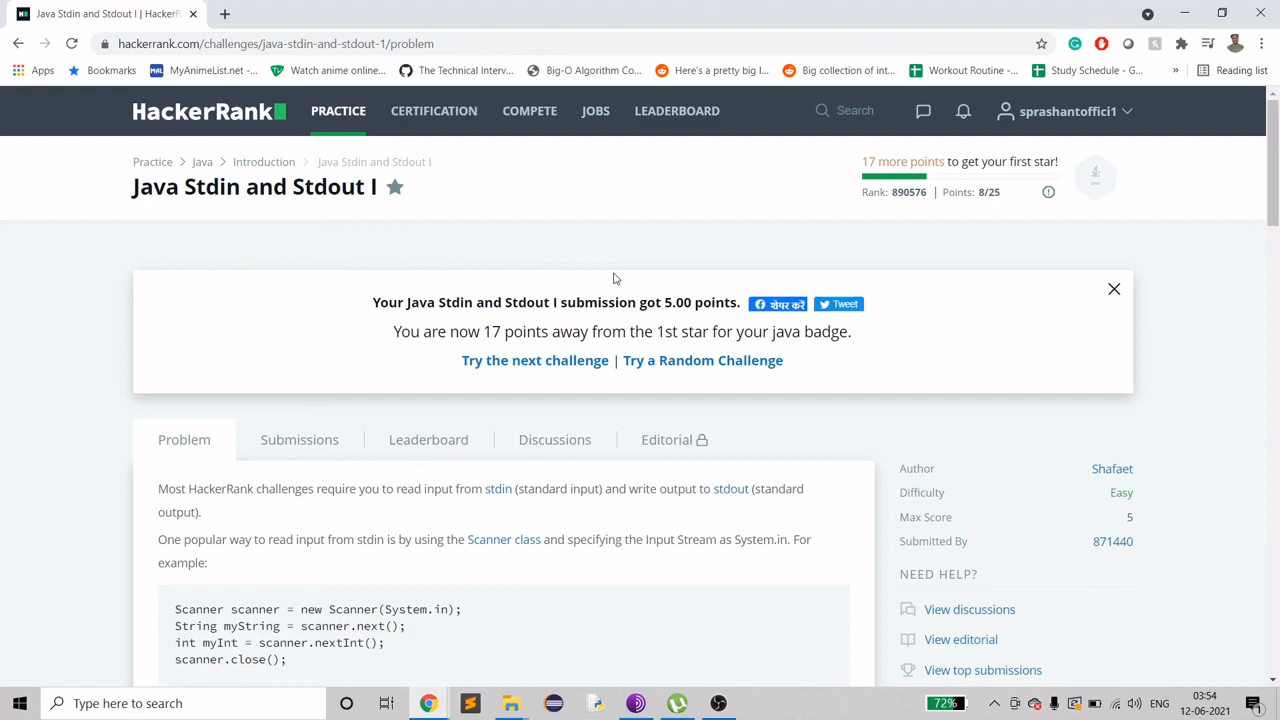 Java Stdin and Stdout I | HackerR
hackerrank.com/challenges/java-stdin-and-stdout-1/problem
Apps Bookmarks MyAnimeList.net -... Watch anime online... The Technical Interv... Big-O Algorithm Co... Here's a pretty big l... Big collection of int... Workout Routine -... Study Schedule - G... » Reading list
HackerRank PRACTICE CERTIFICATION COMPETE JOBS LEADERBOARD Search sprashantoffici1
Practice > Java > Introduction > Java Stdin and Stdout I
17 more points to get your first star!
Java Stdin and Stdout I
Rank: 890576 | Points: 8/25
Your Java Stdin and Stdout I submission got 5.00 points. शेयर करें Tweet
You are now 17 points away from the 1st star for your java badge.
Try the next challenge | Try a Random Challenge
Problem Submissions Leaderboard Discussions Editorial
Most HackerRank challenges require you to read input from stdin (standard input) and write output to stdout (standard
output).
One popular way to read input from stdin is by using the Scanner class and specifying the Input Stream as System.in. For
example:
Scanner scanner = new Scanner(System.in);
String myString = scanner.next();
int myInt = scanner.nextInt();
scanner.close();
Author Shafaet
Difficulty Easy
Max Score 5
Submitted By 871440
NEED HELP?
View discussions
View editorial
View top submissions
Type here to search
72%
ENG
03:54
12-06-2021